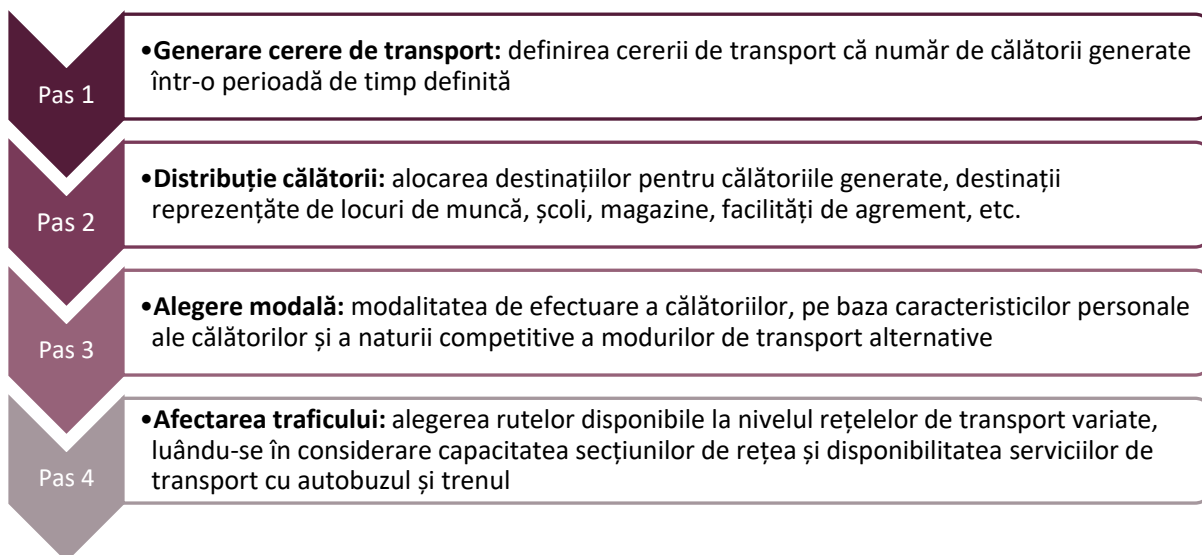 Pas 1
•Generare cerere de transport: definirea cererii de transport că număr de călătorii generate
într-o perioadă de timp definită
Pas 2
•Distribuție călătorii: alocarea destinațiilor pentru călătoriile generate, destinații
reprezențăte de locuri de muncă, școli, magazine, facilități de agrement, etc.
Pas 3
•Alegere modală: modalitatea de efectuare a călătoriilor, pe baza caracteristicilor personale
ale călătorilor și a naturii competitive a modurilor de transport alternative
Pas 4
•Afectarea traficului: alegerea rutelor disponibile la nivelul rețelelor de transport variate,
luându-se în considerare capacitatea secțiunilor de rețea și disponibilitatea serviciilor de
transport cu autobuzul și trenul